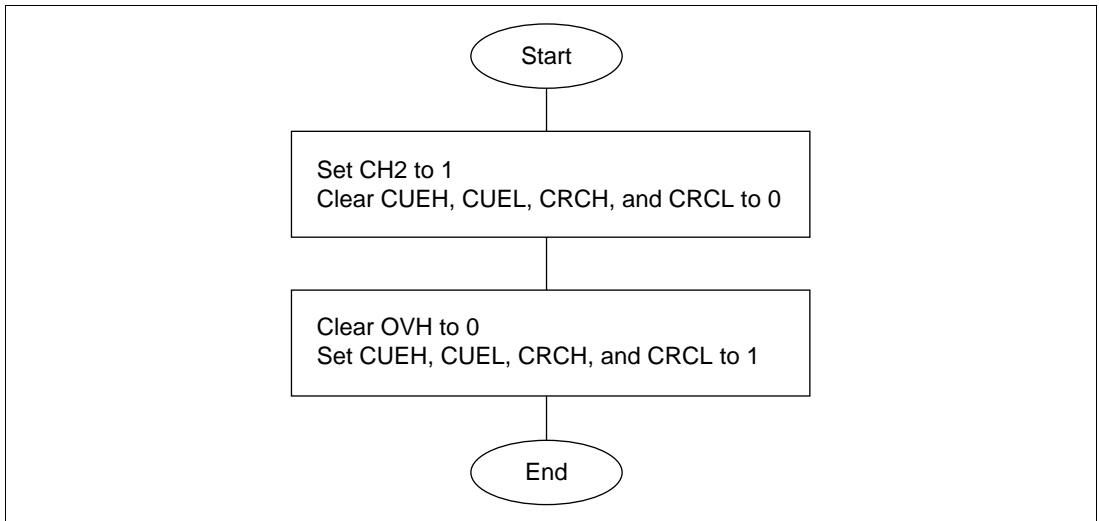 Start
Set CH2 to 1
Clear CUEH, CUEL, CRCH, and CRCL to 0
Clear OVH to 0
Set CUEH, CUEL, CRCH, and CRCL to 1
End